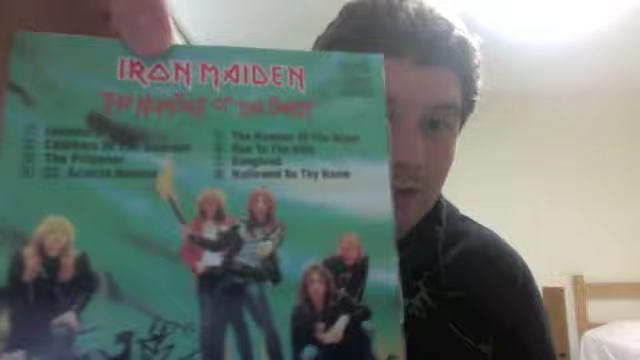 IRON MAIDEN
THE NUMBER OF THE BEAST
Children Of The Damned
The Prisoner
22 Acacia Avenue
The Number Of The Beast
Run To The Hills
Gangland
Hallowed Be Thy Name